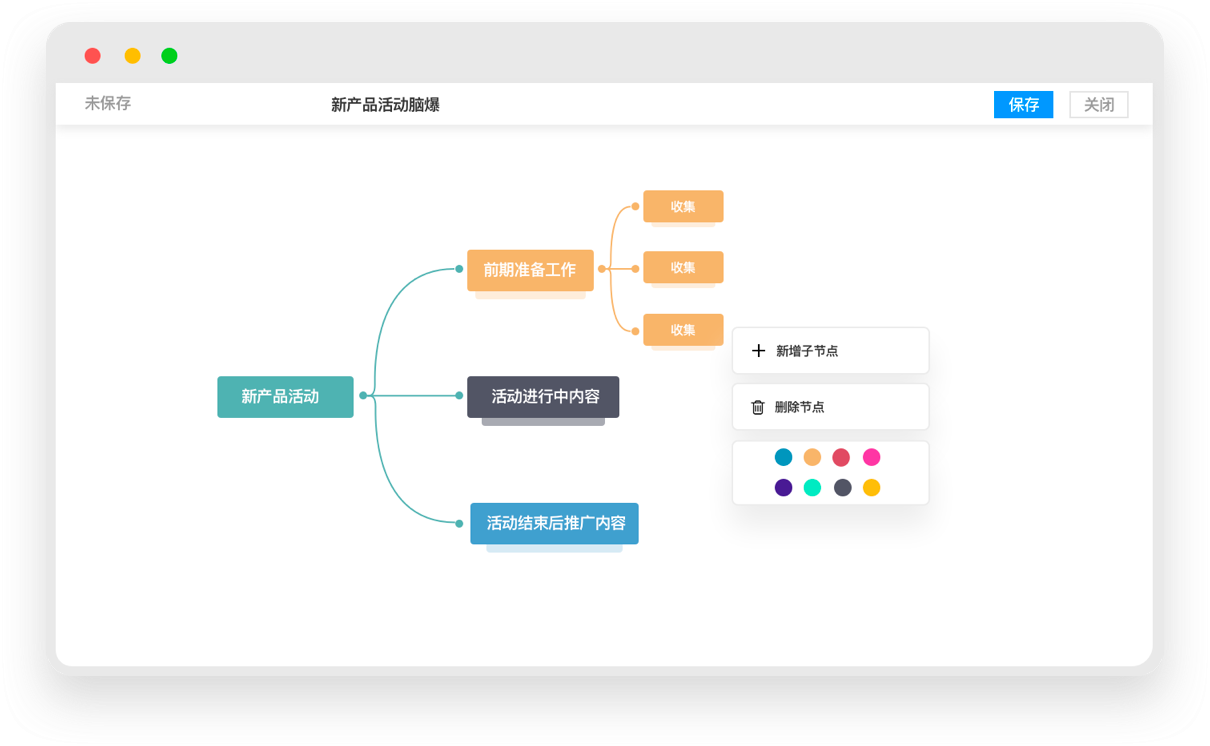 未保存
新产品活动脑爆
保存
关闭
收集
前期准备工作
收集
收集
新增子节点
新产品活动
活动进行中内容
删除节点
活动结束后推广内容